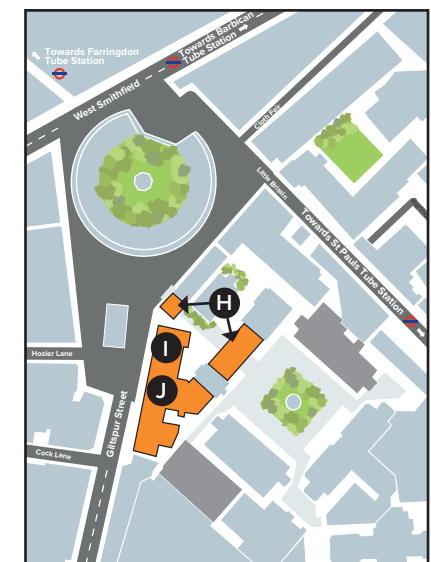 Towards Farringdon
Tube Station
Towards Barbican
Tube Station
West Smithfield
Cloth Fair
Little Britain
Towards St Pauls Tube Station
H
I
J
Hosier Lane
Giltspur Street
Cock Lane